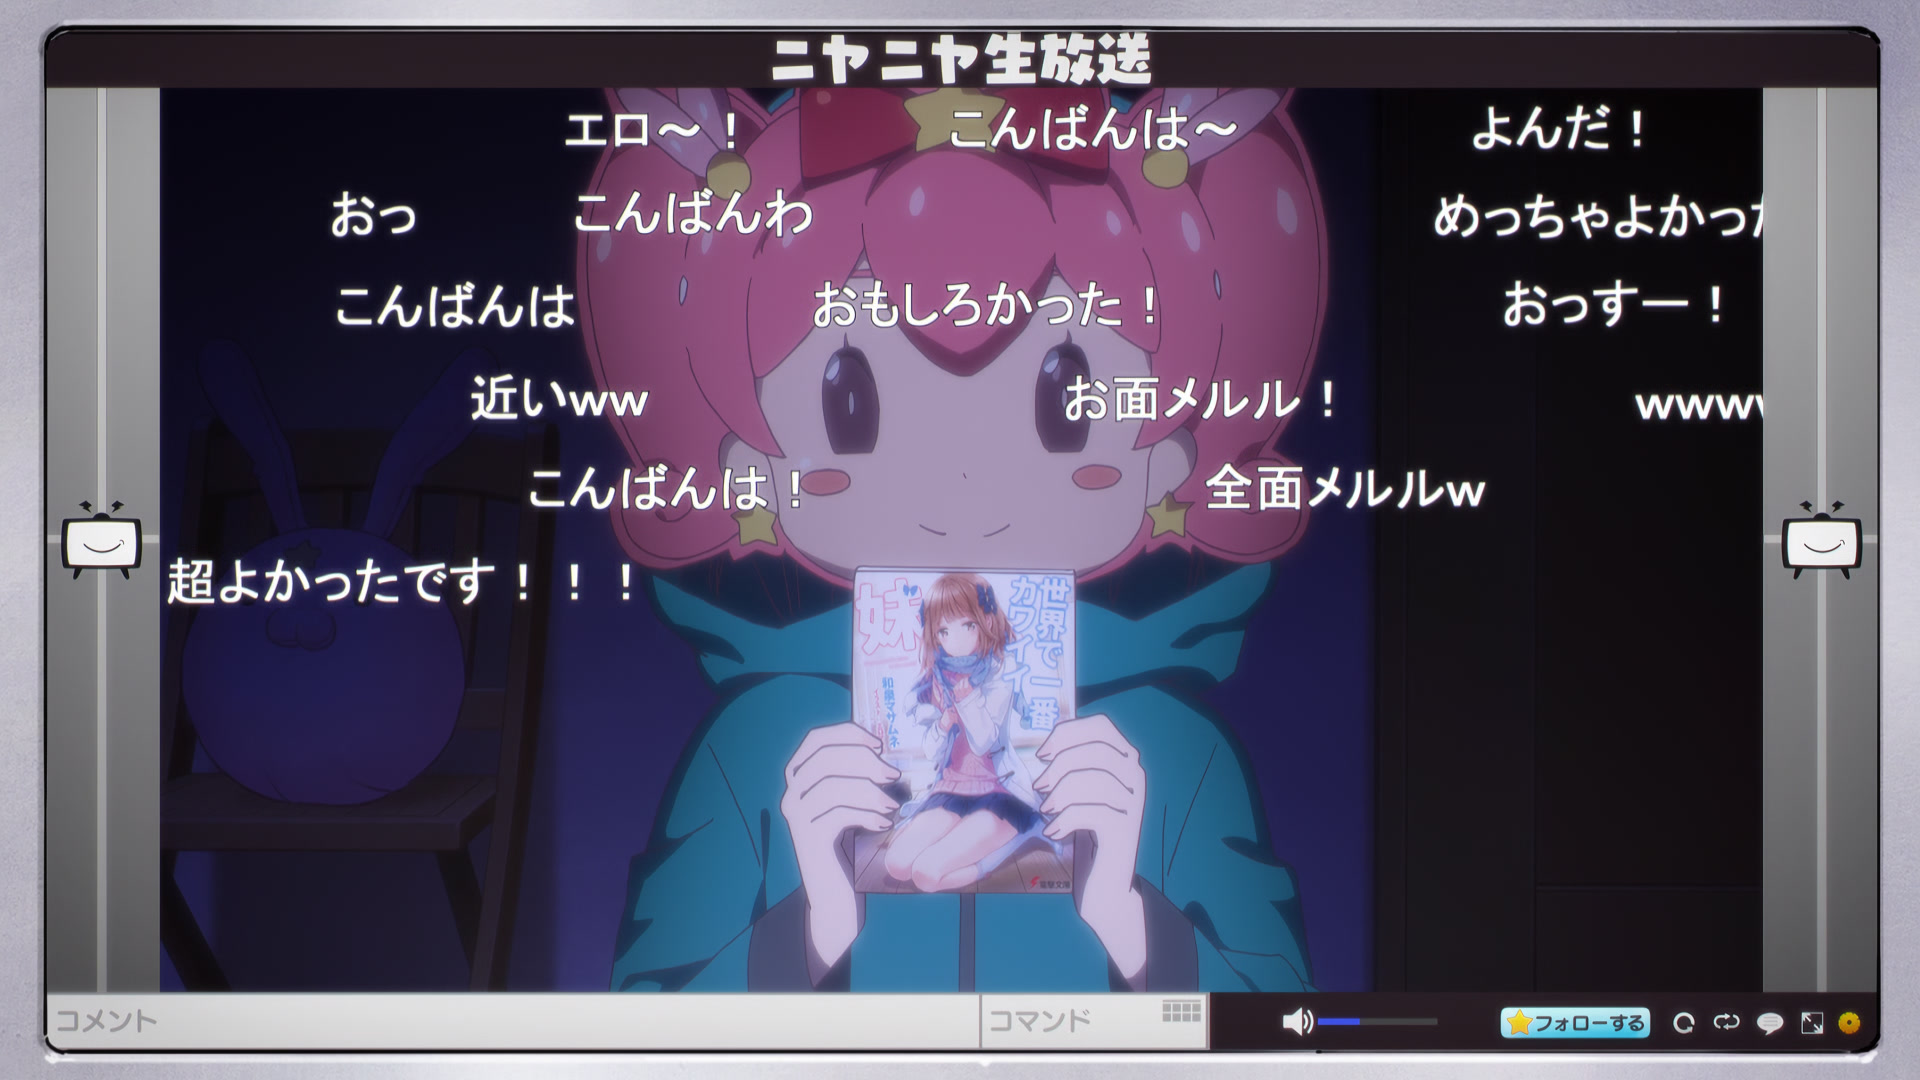 ニヤニヤ生放送
エロ～！
こんばんは～
よんだ！
おっ
こんばんわ
めっちゃよかった
こんばんは
おもしろかった！
おっすー！
近いww
お面メルル！
www
こんばんは！
全面メルルw
超よかったです！！！
世界で一番
カワイイ
妹
和泉マサムネ
電撃文庫
コメント
コマンド
フォローする